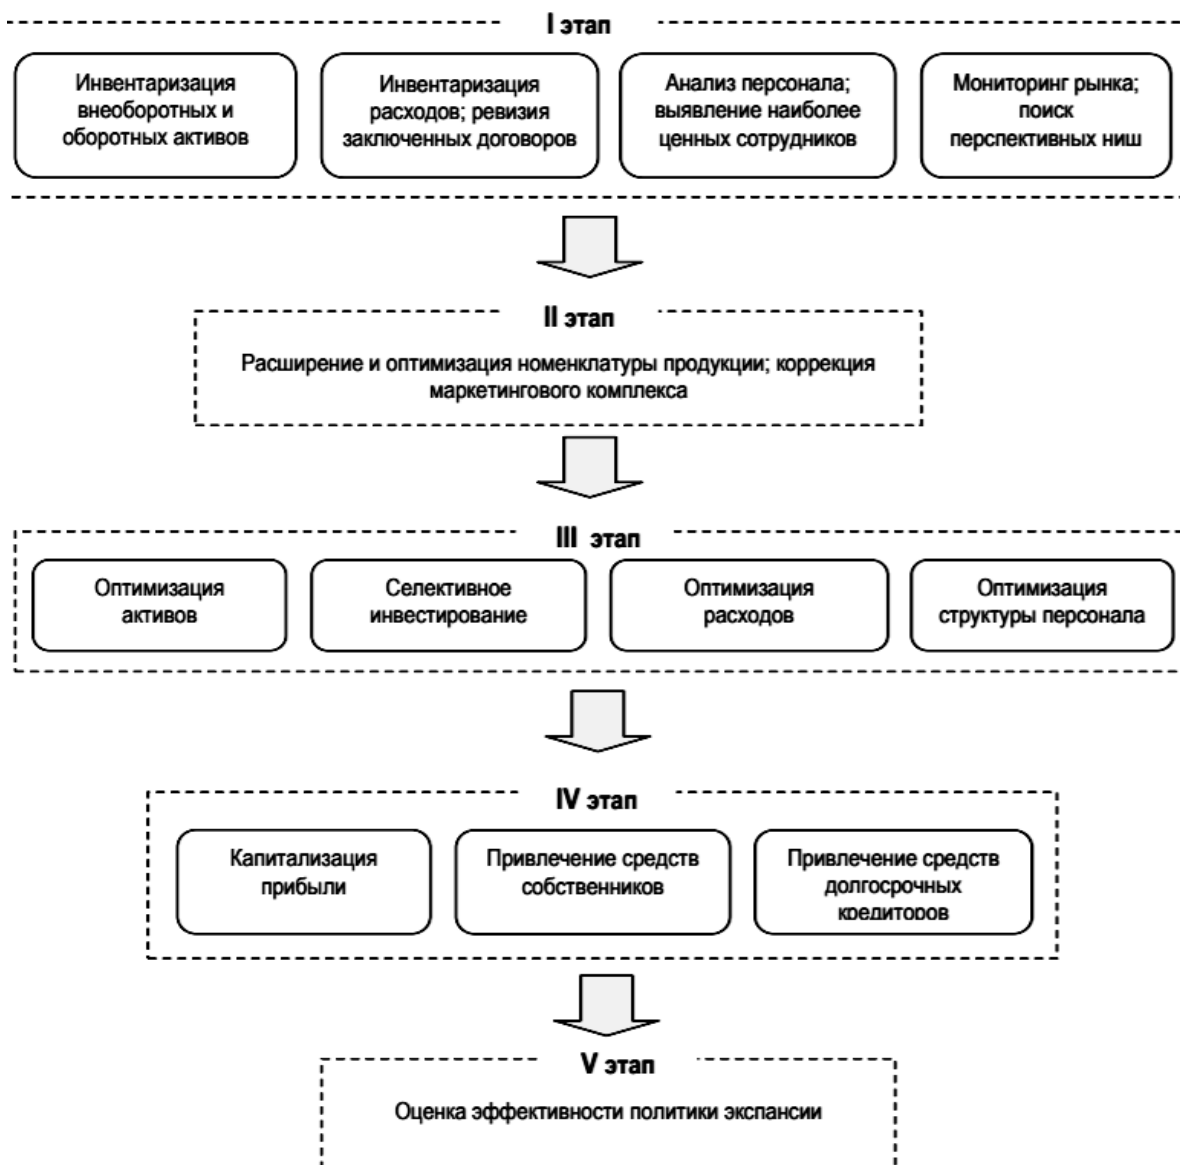 I этап
Инвентаризация
внеоборотных и
оборотных активов
Инвентаризация
расходов; ревизия
заключенных договоров
Анализ персонала;
выявление наиболее
ценных сотрудников
Мониторинг рынка;
поиск
перспективных ниш
II этап
Расширение и оптимизация номенклатуры продукции; коррекция
маркетингового комплекса
III этап
Оптимизация
активов
Селективное
инвестирование
Оптимизация
расходов
Оптимизация
структуры персонала
IV этап
Капитализация
прибыли
Привлечение средств
собственников
Привлечение средств
долгосрочных
кредиторов
V этап
Оценка эффективности политики экспансии